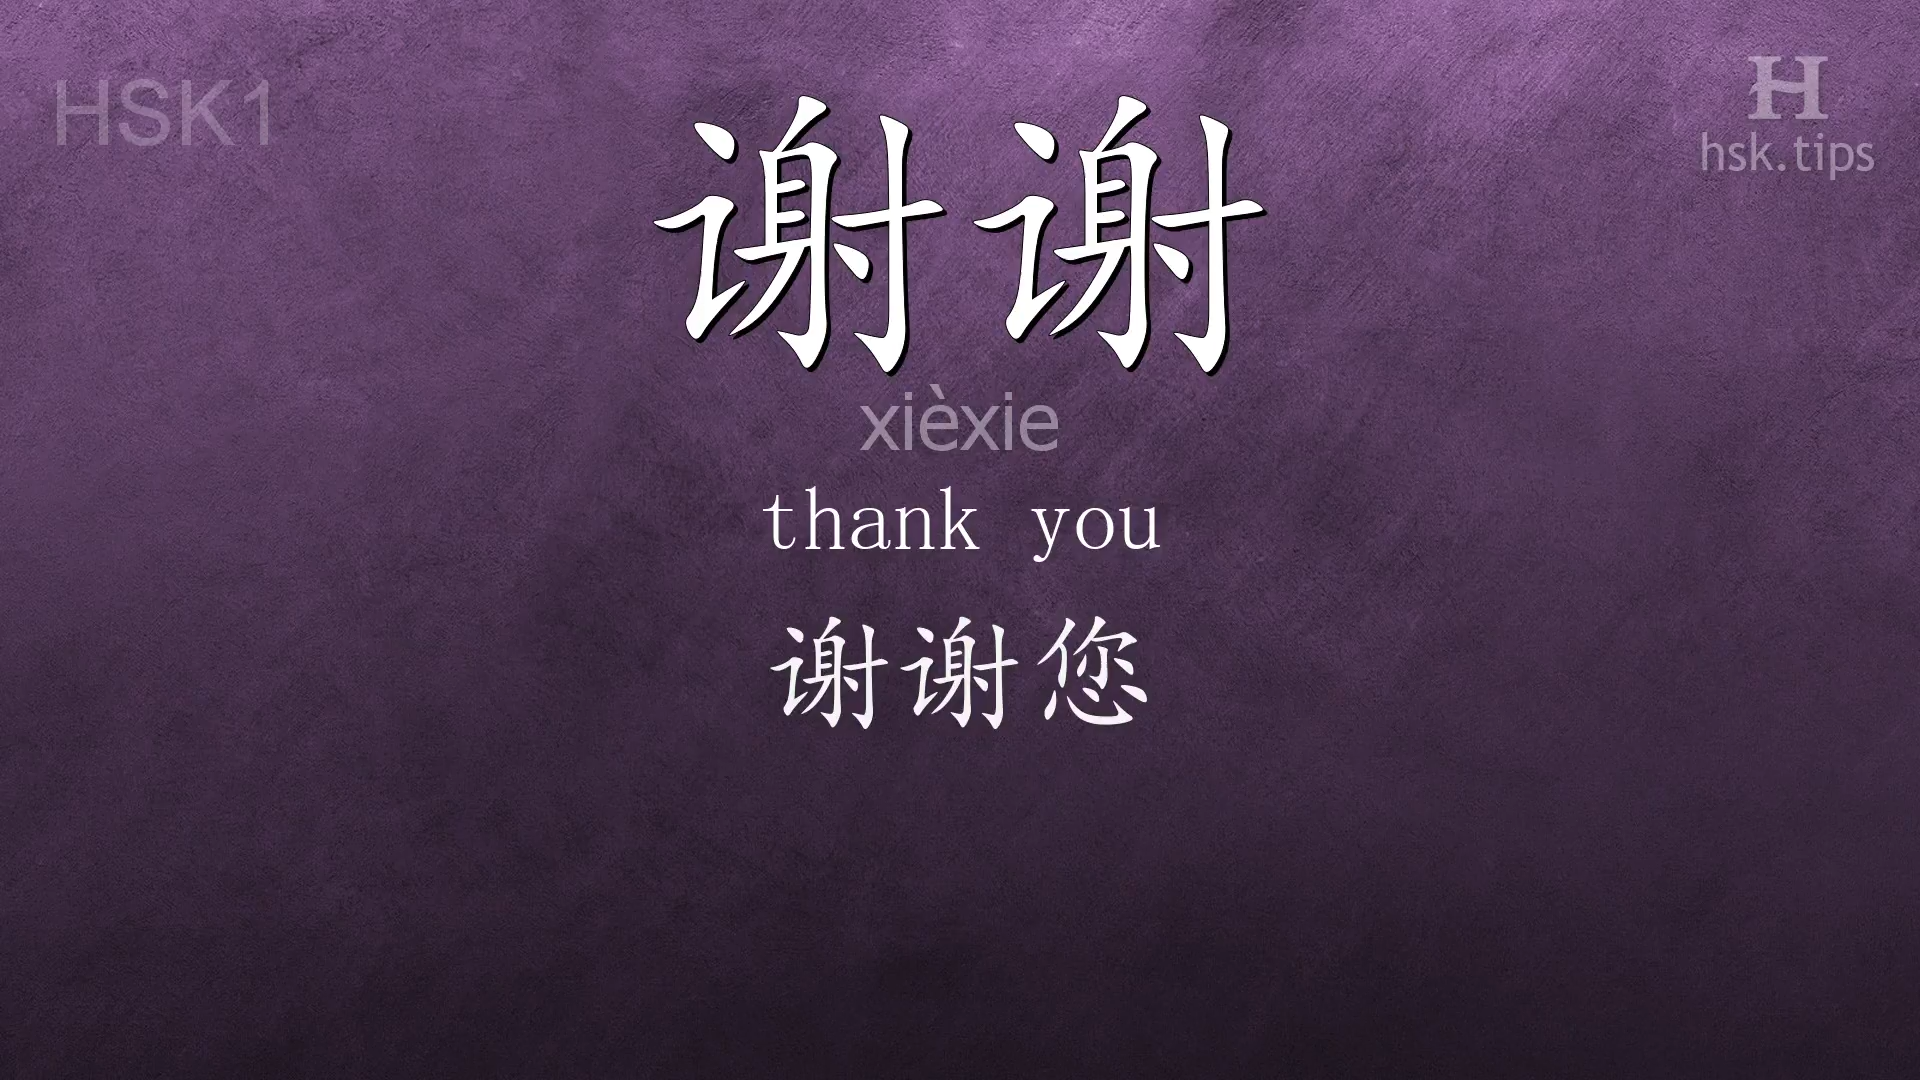 HSK1
H
hsk.tips
谢谢
xièxie
thank you
谢谢您